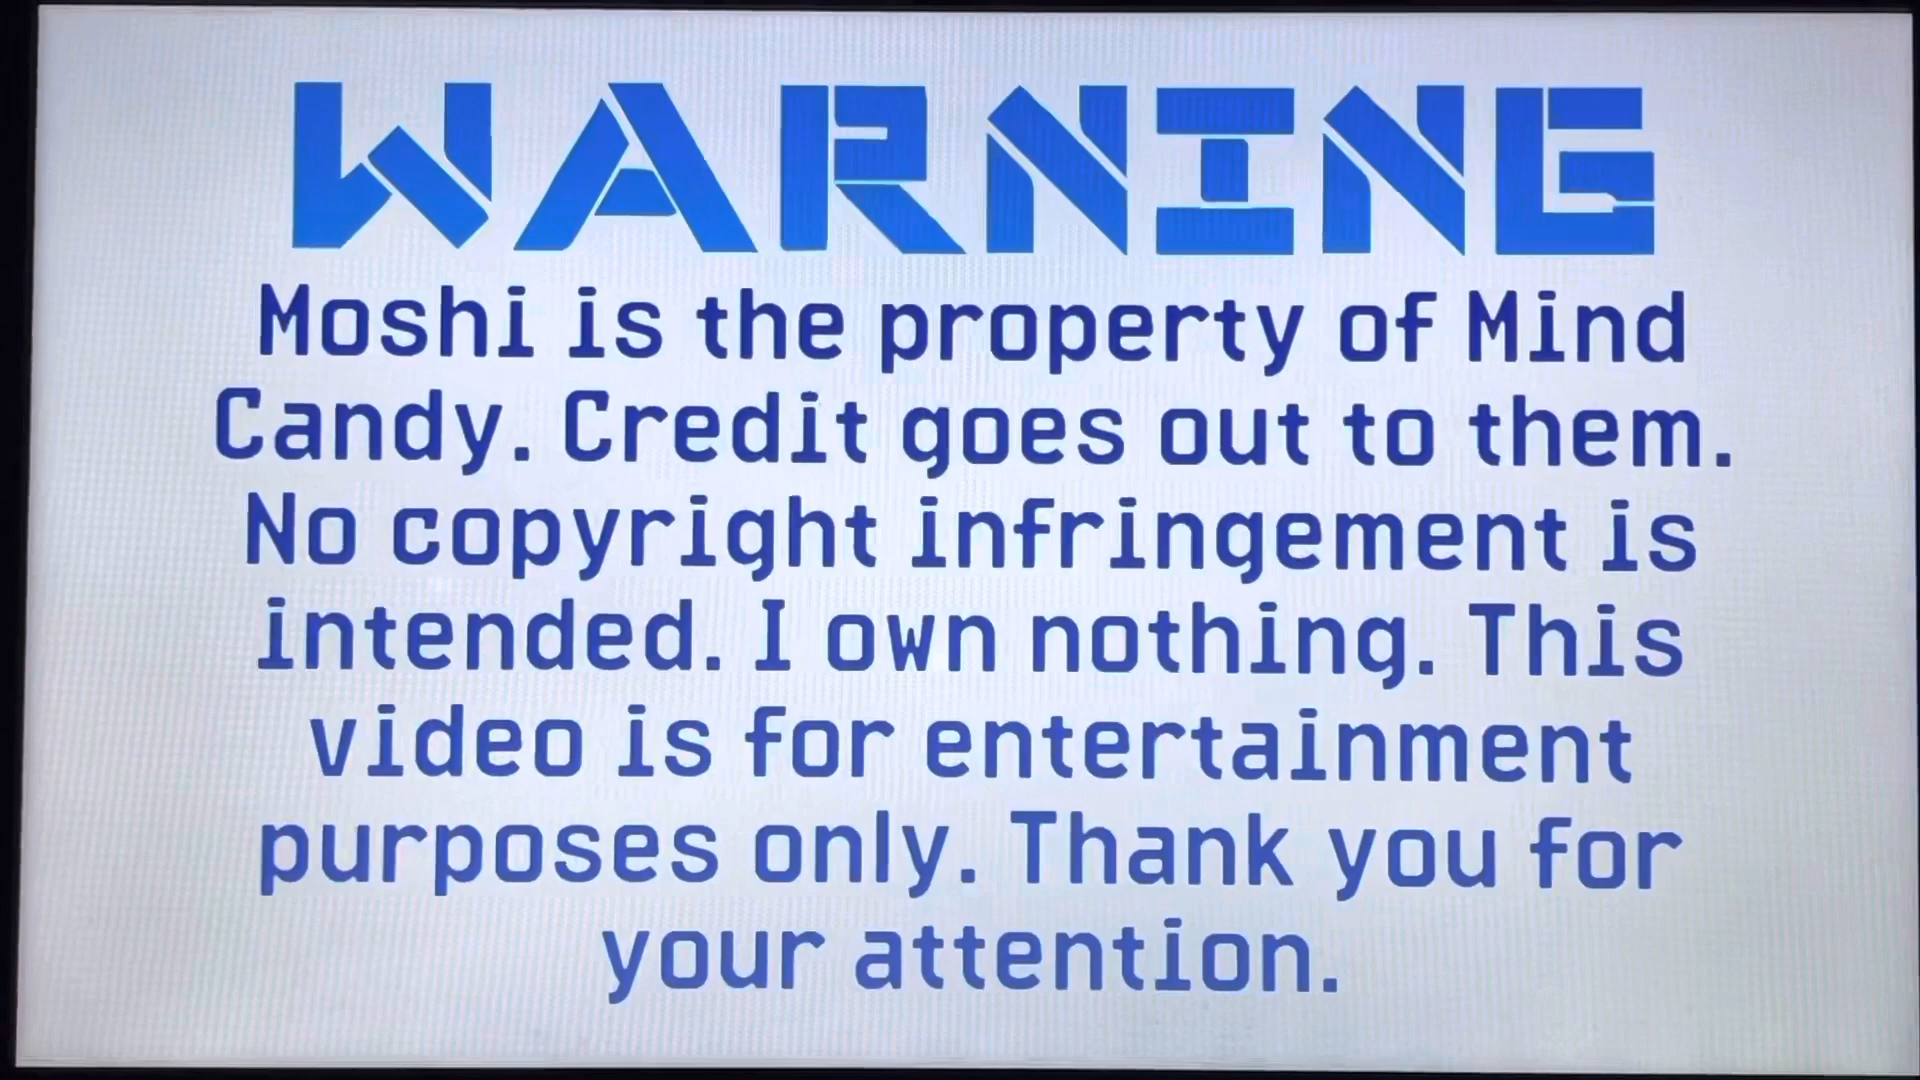 WARNING
Moshi is the property of Mind
Candy. Credit goes out to them.
No copyright infringement is
intended. I own nothing. This
video is for entertainment
purposes only. Thank you for
your attention.